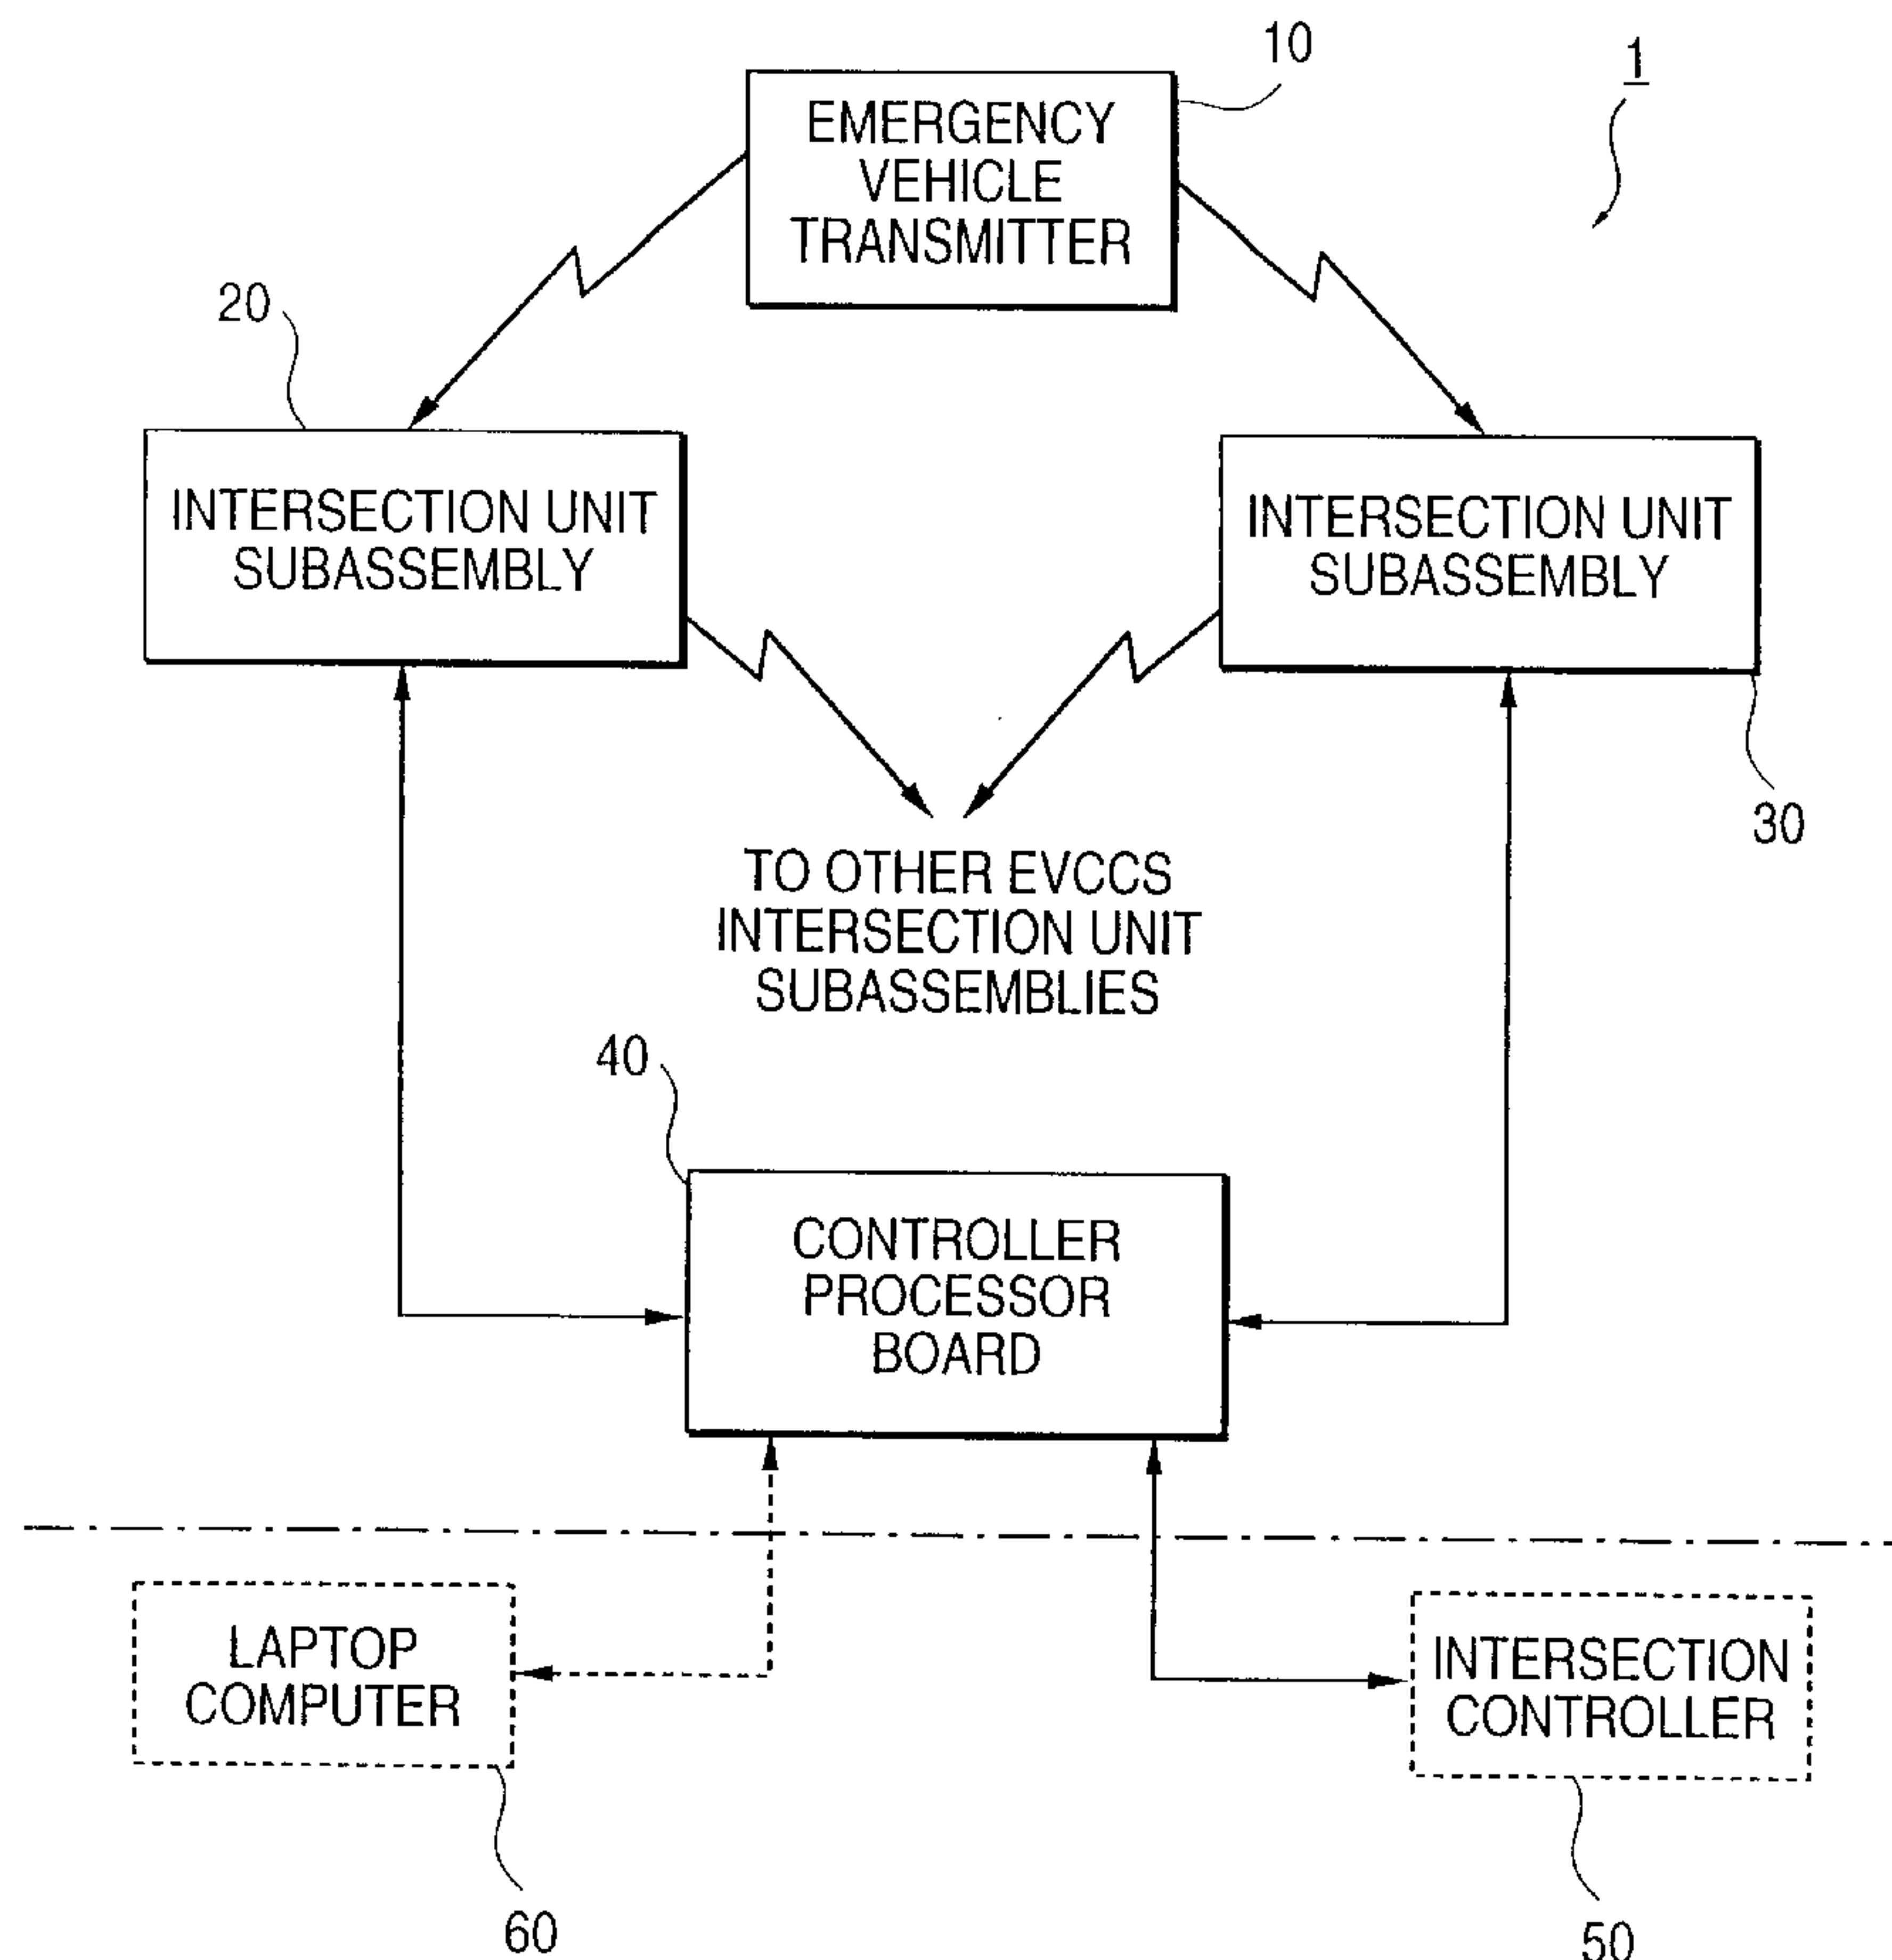 10
1
EMERGENCY
VEHICLE
TRANSMITTER
20
INTERSECTION UNIT
SUBASSEMBLY
INTERSECTION UNIT
SUBASSEMBLY
30
TO OTHER EVCCS
INTERSECTION UNIT
SUBASSEMBLIES
40
CONTROLLER
PROCESSOR
BOARD
LAPTOP
COMPUTER
INTERSECTION
CONTROLLER
60
50